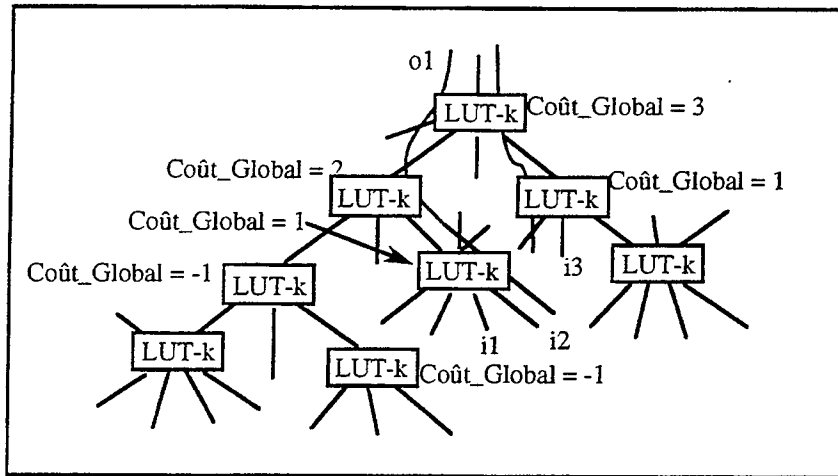 o1
LUT-k Coût_Global = 3
Coût_Global = 2
LUT-k
LUT-k Coût_Global = 1
Coût_Global = 1
LUT-k
LUT-k
i3
Coût_Global = -1
LUT-k
i1
i2
LUT-k
LUT-k Coût_Global = -1